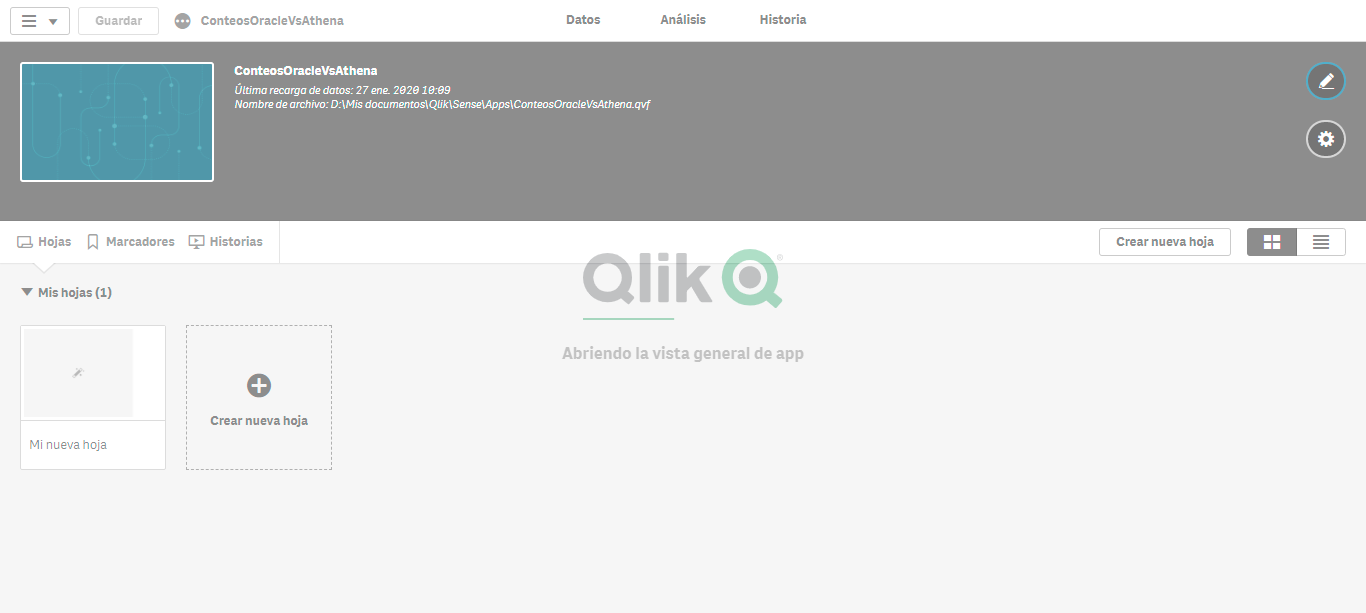 Guardar
ConteosOracleVsAthena
Datos
Análisis
Historia
ConteosOracleVsAthena
Última recarga de datos: 27 ene. 2020 10:09
Nombre de archivo: D:\Mis documentos\Qlik\Sense\Apps\ConteosOracleVsAthena.qvf
Hojas
Marcadores
Historias
Crear nueva hoja
Qlik
Abriendo la vista general de app
Mis hojas (1)
Mi nueva hoja
Crear nueva hoja